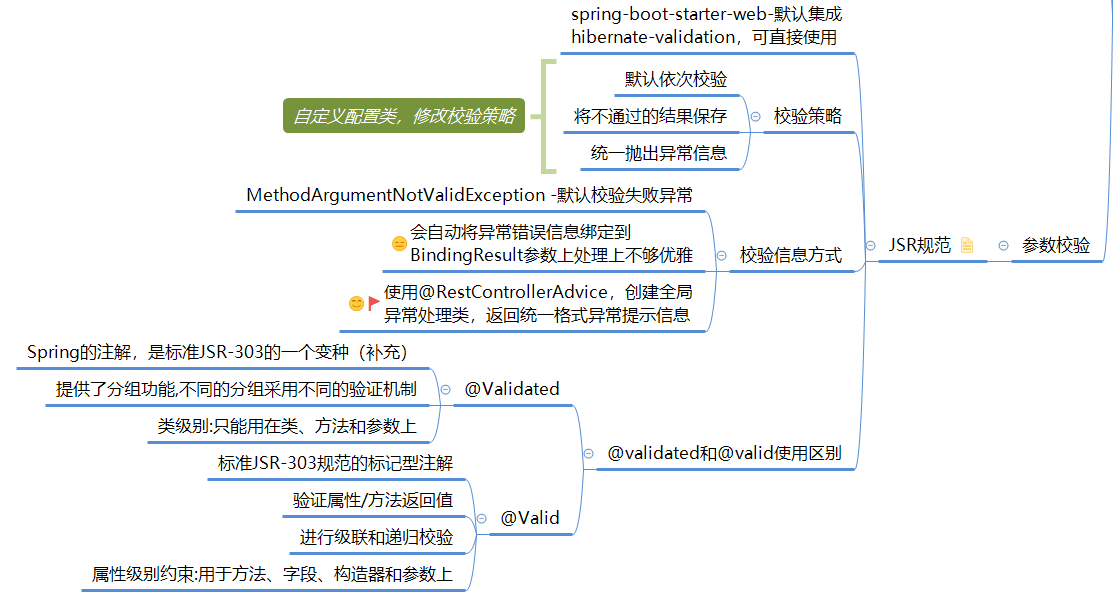 spring-boot-starter-web-默认集成
hibernate-validation，可直接使用
默认依次校验
自定义配置类，修改校验策略
将不通过的结果保存
校验策略
统一抛出异常信息
MethodArgumentNotValidException -默认校验失败异常
会自动将异常错误信息绑定到
BindingResult参数上处理上不够优雅
校验信息方式
JSR规范
参数校验
使用@RestControllerAdvice，创建全局
异常处理类，返回统一格式异常提示信息
Spring的注解，是标准JSR-303的一个变种（补充）
提供了分组功能,不同的分组采用不同的验证机制
@Validated
类级别:只能用在类、方法和参数上
@validated和@valid使用区别
标准JSR-303规范的标记型注解
验证属性/方法返回值
@Valid
进行级联和递归校验
属性级别约束:用于方法、字段、构造器和参数上